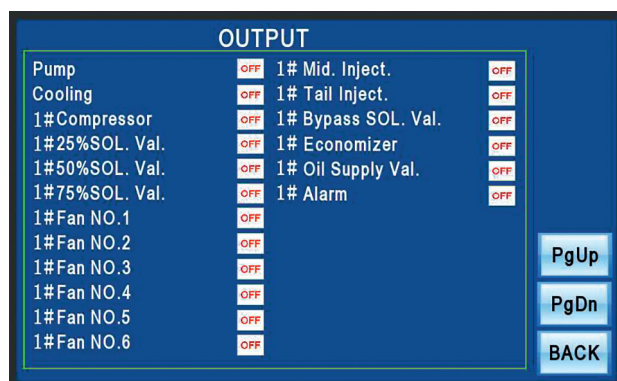 OUTPUT
Pump OFF 1# Mid. Inject. OFF
Cooling OFF 1# Tail Inject. OFF
1#Compressor OFF 1# Bypass SOL. Val. OFF
1#25%SOL. Val. OFF 1# Economizer OFF
1#50%SOL. Val. OFF 1# Oil Supply Val. OFF
1#75%SOL. Val. OFF 1# Alarm OFF
1#Fan NO.1 OFF
1#Fan NO.2 OFF
1#Fan NO.3 OFF
1#Fan NO.4 OFF
1#Fan NO.5 OFF
1#Fan NO.6 OFF
PgUp
PgDn
BACK